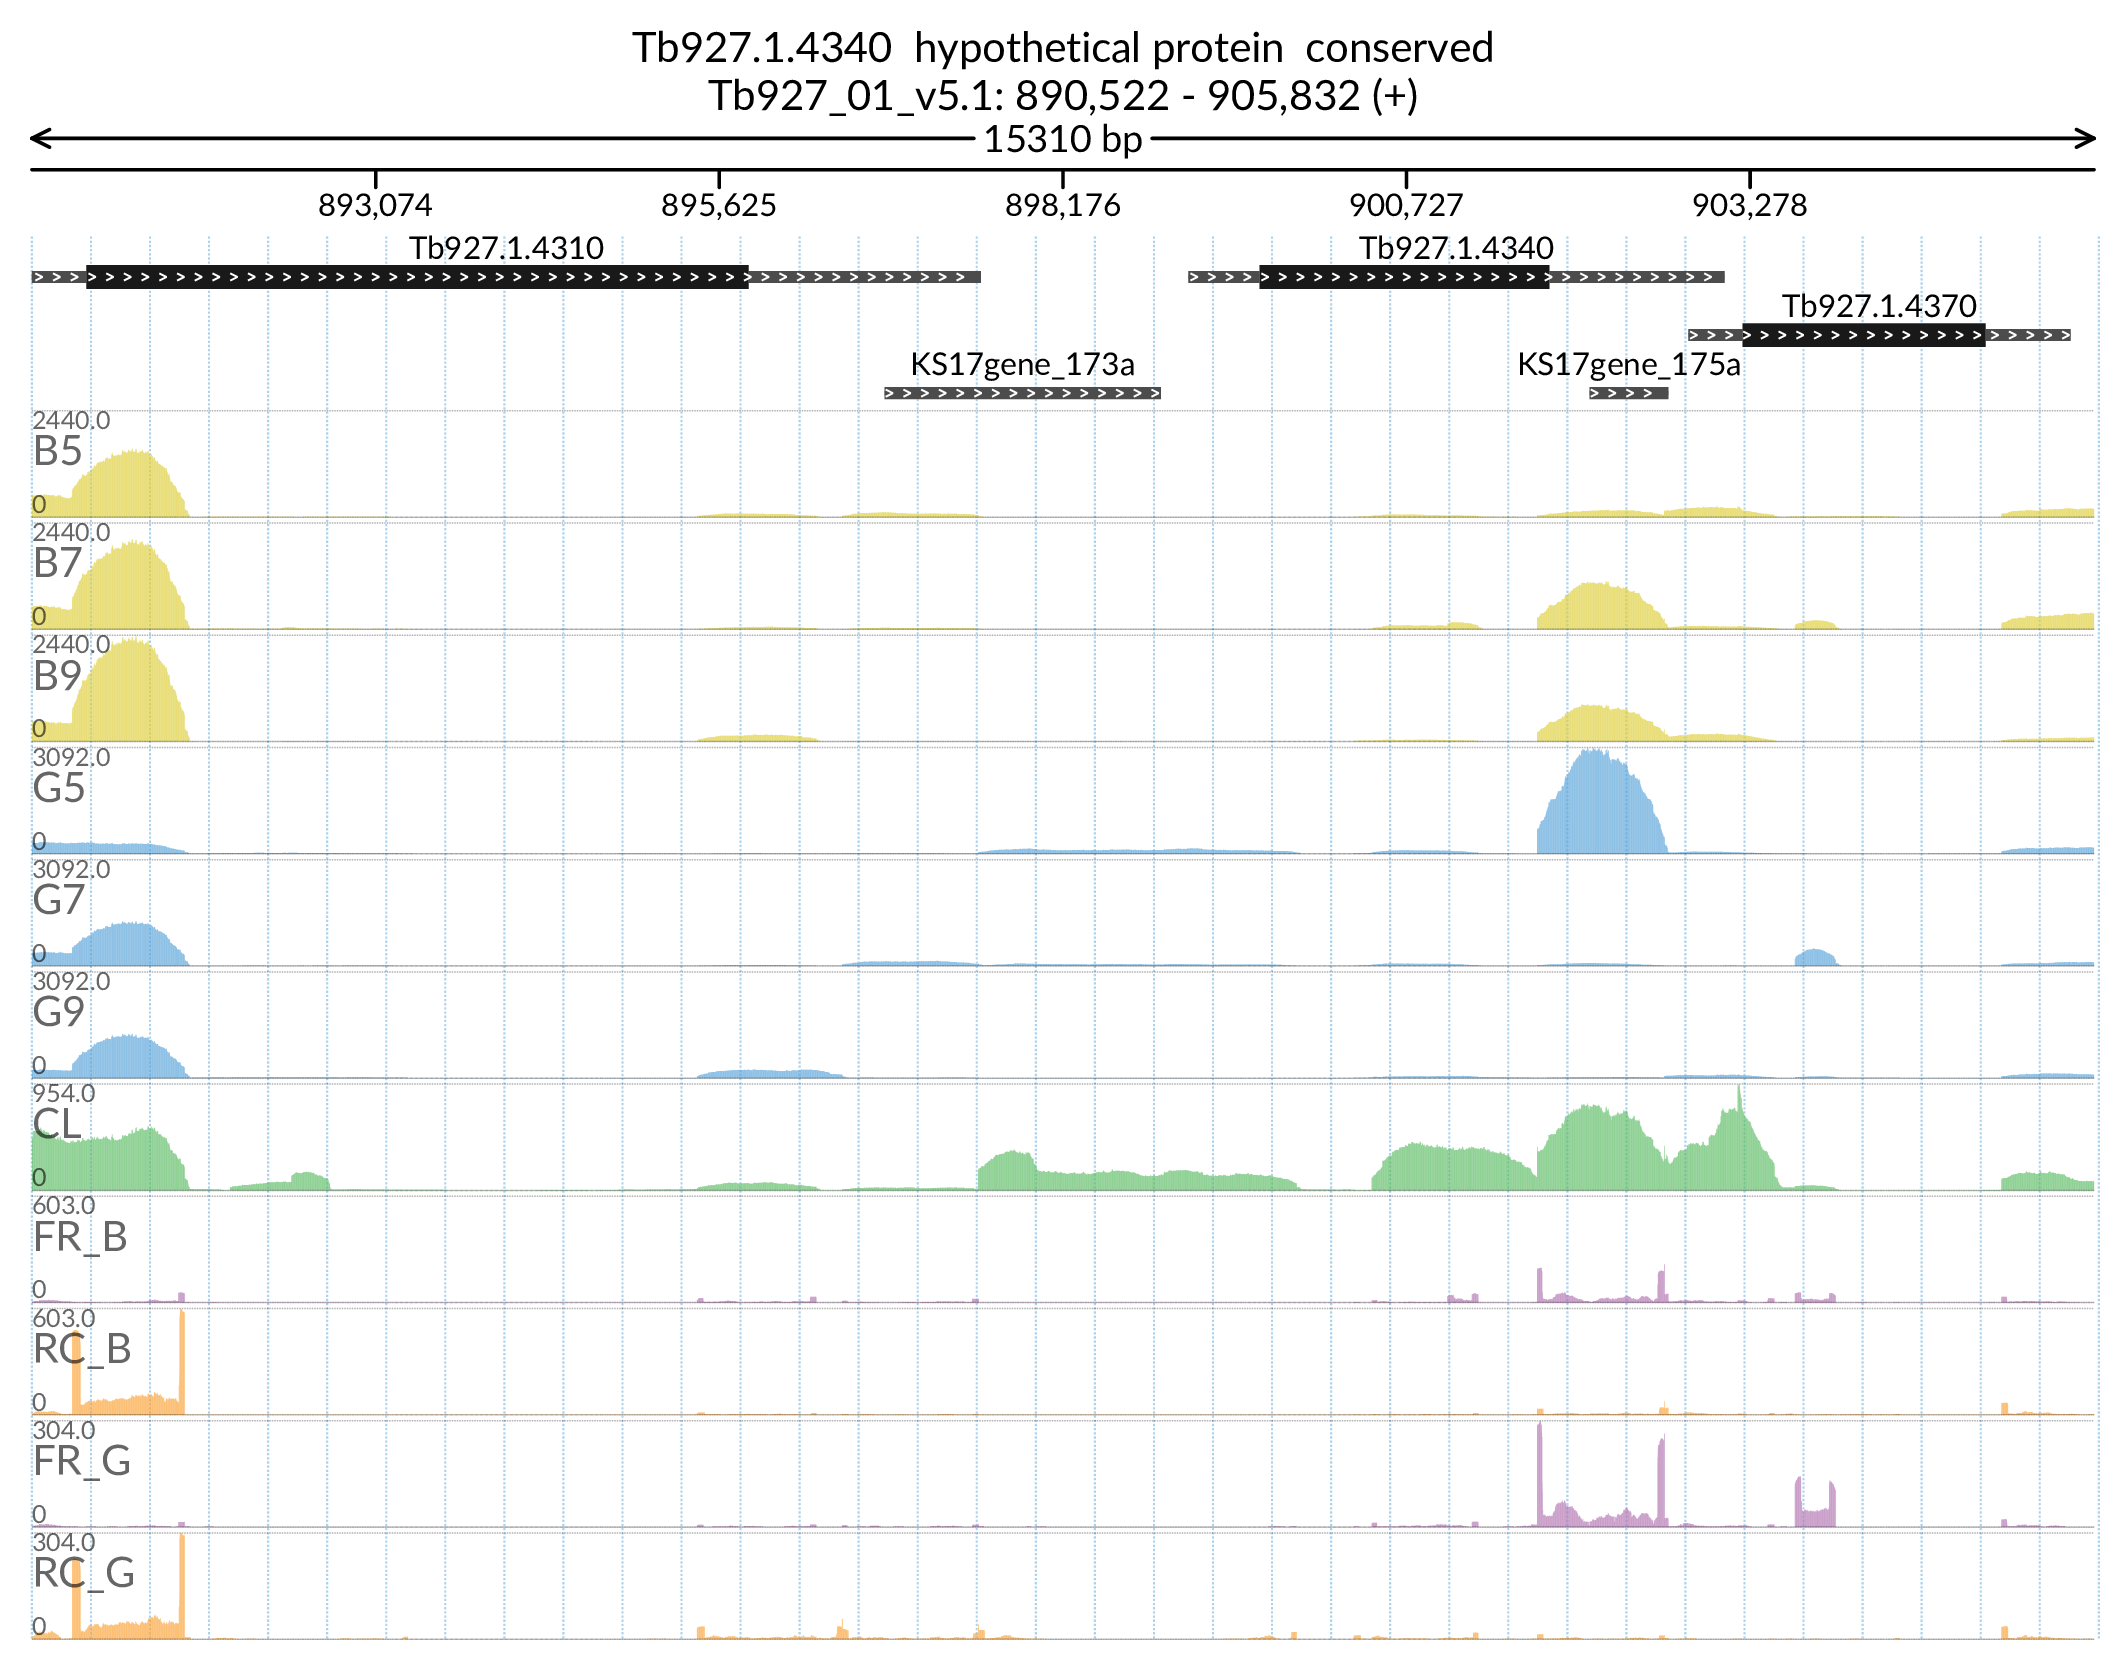 Tb927.1.4340  hypothetical protein  conserved
Tb927_01_v5.1: 890,522 - 905,832 (+)
15310 bp
893,074 895,625 898,176 900,727 903,278
Tb927.1.4310 Tb927.1.4340
Tb927.1.4370
KS17gene_173a KS17gene_175a
2440.0
B5
0
2440.0
B7
0
2440.0
B9
0
3092.0
G5
0
3092.0
G7
0
3092.0
G9
0
954.0
CL
0
603.0
FR_B
0
603.0
RC_B
0
304.0
FR_G
0
304.0
RC_G
0